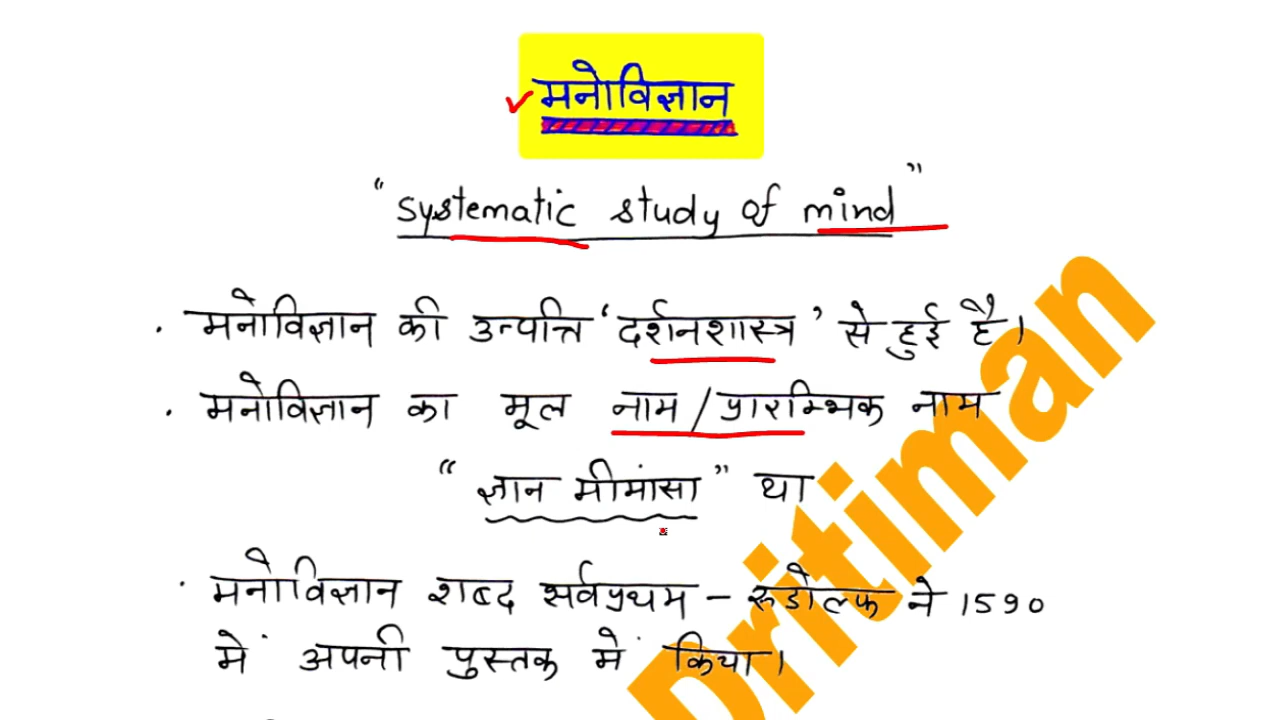 मनोविज्ञान
"systematic study of mind"
. मनोविज्ञान की उत्पत्ति 'दर्शनशास्त्र' से हुई है।
. मनोविज्ञान का मूल नाम/प्रारम्भिक नाम
"ज्ञान मीमांसा" था
. मनोविज्ञान शब्द सर्वप्रथम - रुडोल्फ ने 1590
में अपनी पुस्तक में किया।
Dritiman